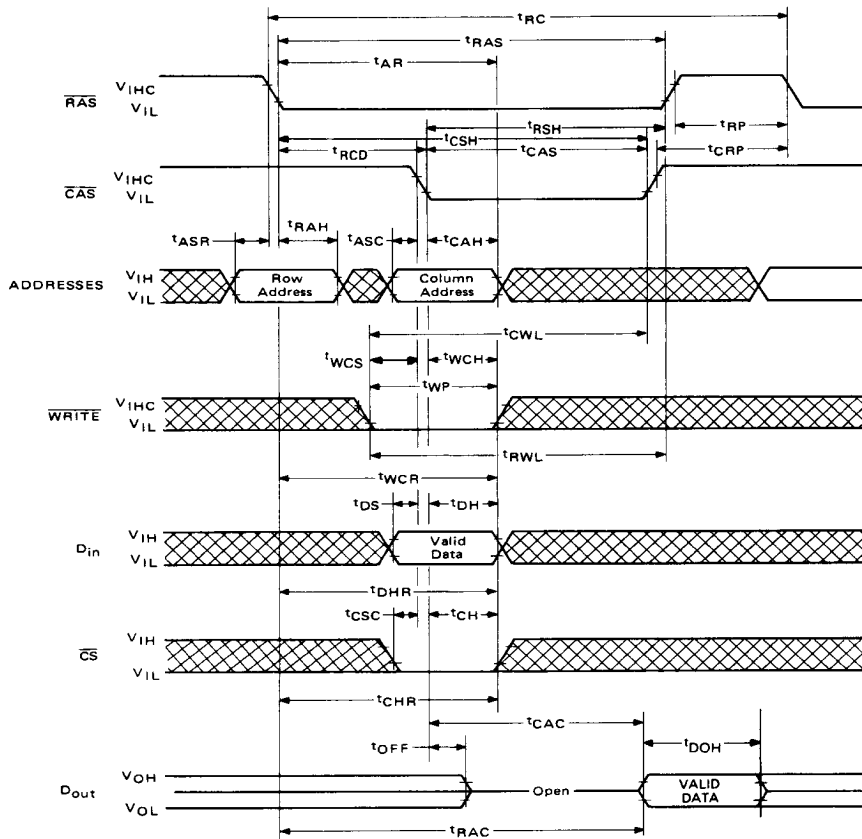 tRC
tRAS
tAR
RAS VIHC
VIL
tRSH
tRP
tCSH
tRCD
tCAS
tCRP
CAS VIHC
VIL
tASR tRAH tASC tCAH
ADDRESSES VIH
VIL
Row Address
Column Address
tCWL
tWCS tWCH
tWP
WRITE VIHC
VIL
tRWL
tWCR
tDS tDH
Din VIH
VIL
Valid Data
tDHR
tCSC tCH
CS VIH
VIL
tCHR
tCAC
tOFF tDOH
Dout VOH
VOL
Open
VALID DATA
tRAC